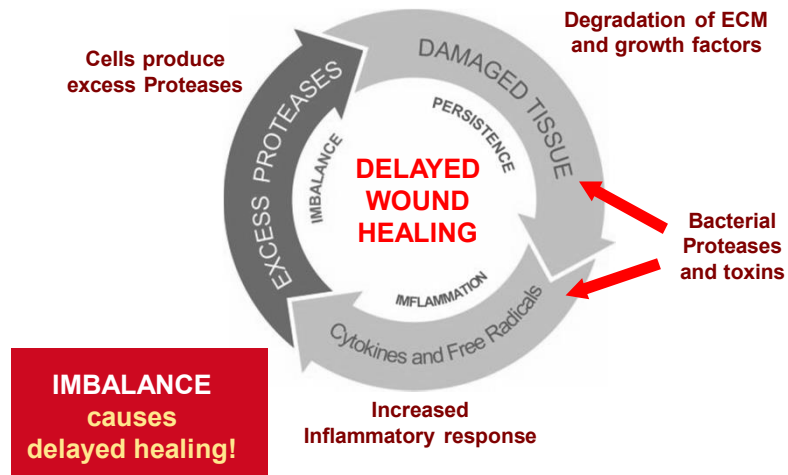 Degradation of ECM
and growth factors
Cells produce
excess Proteases
DAMAGED TISSUE
EXCESS PROTEASES
PERSISTENCE
IMBALANCE
DELAYED
WOUND
HEALING
Bacterial
Proteases
and toxins
IMFLAMMATION
Cytokines and Free Radicals
IMBALANCE
causes
delayed healing!
Increased
Inflammatory response